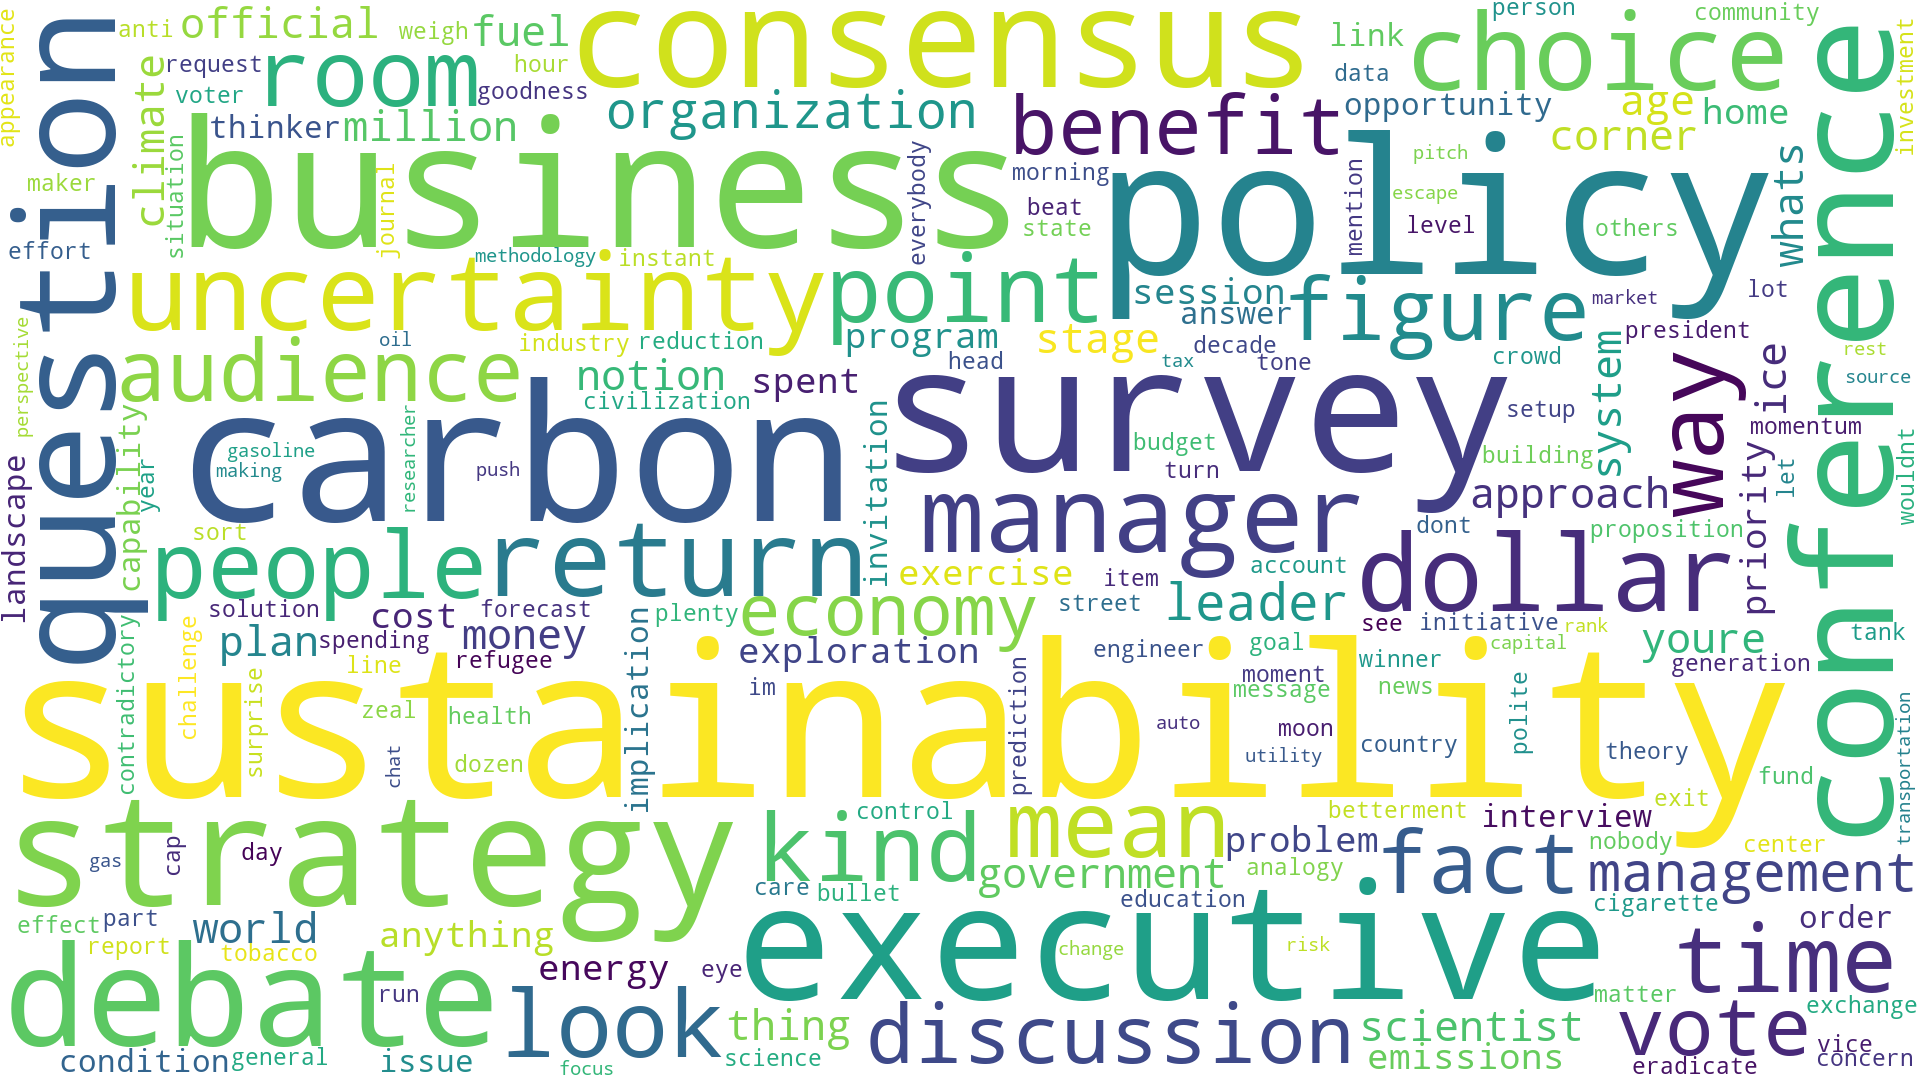 appearance
anti
official
weigh
fuel
consensus
link
person
community
choice
investment
question
climate
request
room
hour
goodness
data
voter
organization
benefit
opportunity
age
home
corner
conference
thinker
million
maker
situation
journal
business
everybody
morning
mention
pitch
policy
whats
beat
escape
state
level
others
effort
methodology
instant
uncertainty
point
session
figure
market
lot
answer
perspective
oil
industry
reduction
program
stage
decade
system
president
audience
notion
spent
head
tax
tone
crowd
way
vice
rest
source
civilization
carbon
survey
setup
momentum
capability
researcher
gasoline
making
push
invitation
budget
turn
building
priority
let
wouldnt
landscape
year
manager
approach
sort
dont
proposition
people
return
exercise
item
account
dollar
solution
cost
forecast
plenty
economy
street
leader
see
initiative
rank
tank
contradictory
challenge
plan
spending
money
implication
exploration
engineer
goal
capital
youre
line
refugee
winner
generation
surprise
im
prediction
moment
message
news
sustainability
zeal
health
auto
moon
polite
utility
country
theory
transportation
chat
dozen
fund
strategy
control
betterment
interview
exit
kind
mean
problem
fact
nobody
center
gas
cap
day
government
analogy
management
care
bullet
education
cigarette
effect
part
world
anything
executive
order
report
tobacco
change
risk
time
debate
energy
eye
run
look
matter
exchange
thing
discussion
scientist
vote
condition
general
issue
focus
science
emissions
eradicate
vice
concern